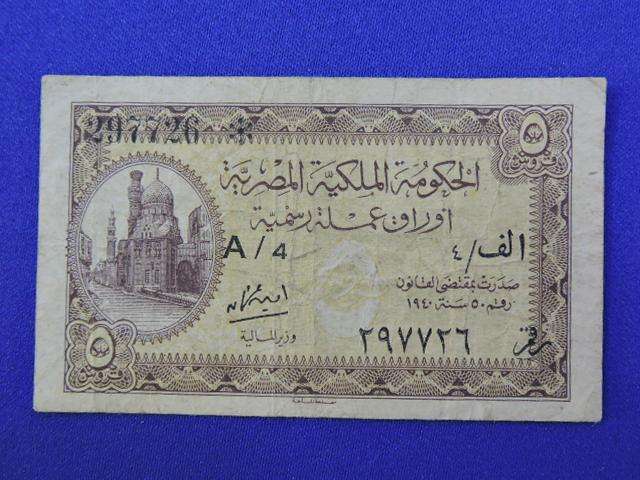 297726 *
٥
قروش
الحكومة الملكية المصرية
أوراق عملة رسمية
A/4
الف/٤
صدرت بمقتضى القانون
رقم ٥٠ سنة ١٩٤٠
وزير المالية
رقم ٢٩٧٧٢٦
٥
قروش